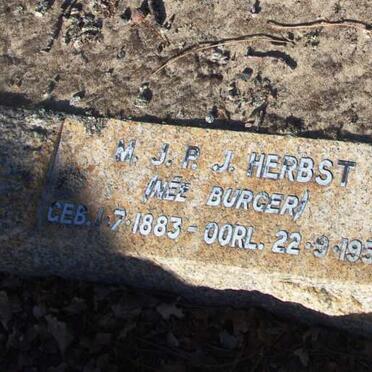 M. J. P. J. HERBST
(NÉE BURGER)
GEB. 1·7·1883 - OORL. 22·9·195